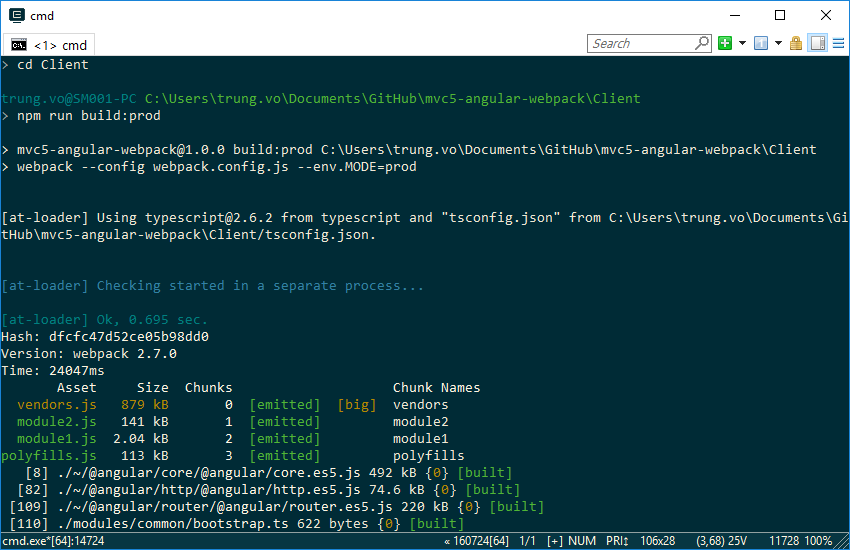 cmd
<1> cmd
Search
> cd Client
trung.vo@SM001-PC C:\Users\trung.vo\Documents\GitHub\mvc5-angular-webpack\Client
> npm run build:prod
> mvc5-angular-webpack@1.0.0 build:prod C:\Users\trung.vo\Documents\GitHub\mvc5-angular-webpack\Client
> webpack --config webpack.config.js --env.MODE=prod
[at-loader] Using typescript@2.6.2 from typescript and "tsconfig.json" from C:\Users\trung.vo\Documents\Gi
tHub\mvc5-angular-webpack\Client/tsconfig.json.
[at-loader] Checking started in a separate process...
[at-loader] Ok, 0.695 sec.
Hash: dfcfc47d52ce05b98dd0
Version: webpack 2.7.0
Time: 24047ms
Asset Size Chunks Chunk Names
vendors.js 879 kB 0 [emitted] [big] vendors
module2.js 141 kB 1 [emitted] module2
module1.js 2.04 kB 2 [emitted] module1
polyfills.js 113 kB 3 [emitted] polyfills
[8] ./~/@angular/core/@angular/core.es5.js 492 kB {0} [built]
[82] ./~/@angular/http/@angular/http.es5.js 74.6 kB {0} [built]
[109] ./~/@angular/router/@angular/router.es5.js 220 kB {0} [built]
[110] ./modules/common/bootstrap.ts 622 bytes {0} [built]
cmd.exe*[64]:14724 « 160724[64] 1/1 [+] NUM PRI↕ 106x28 (3,68) 25V 11728 100%